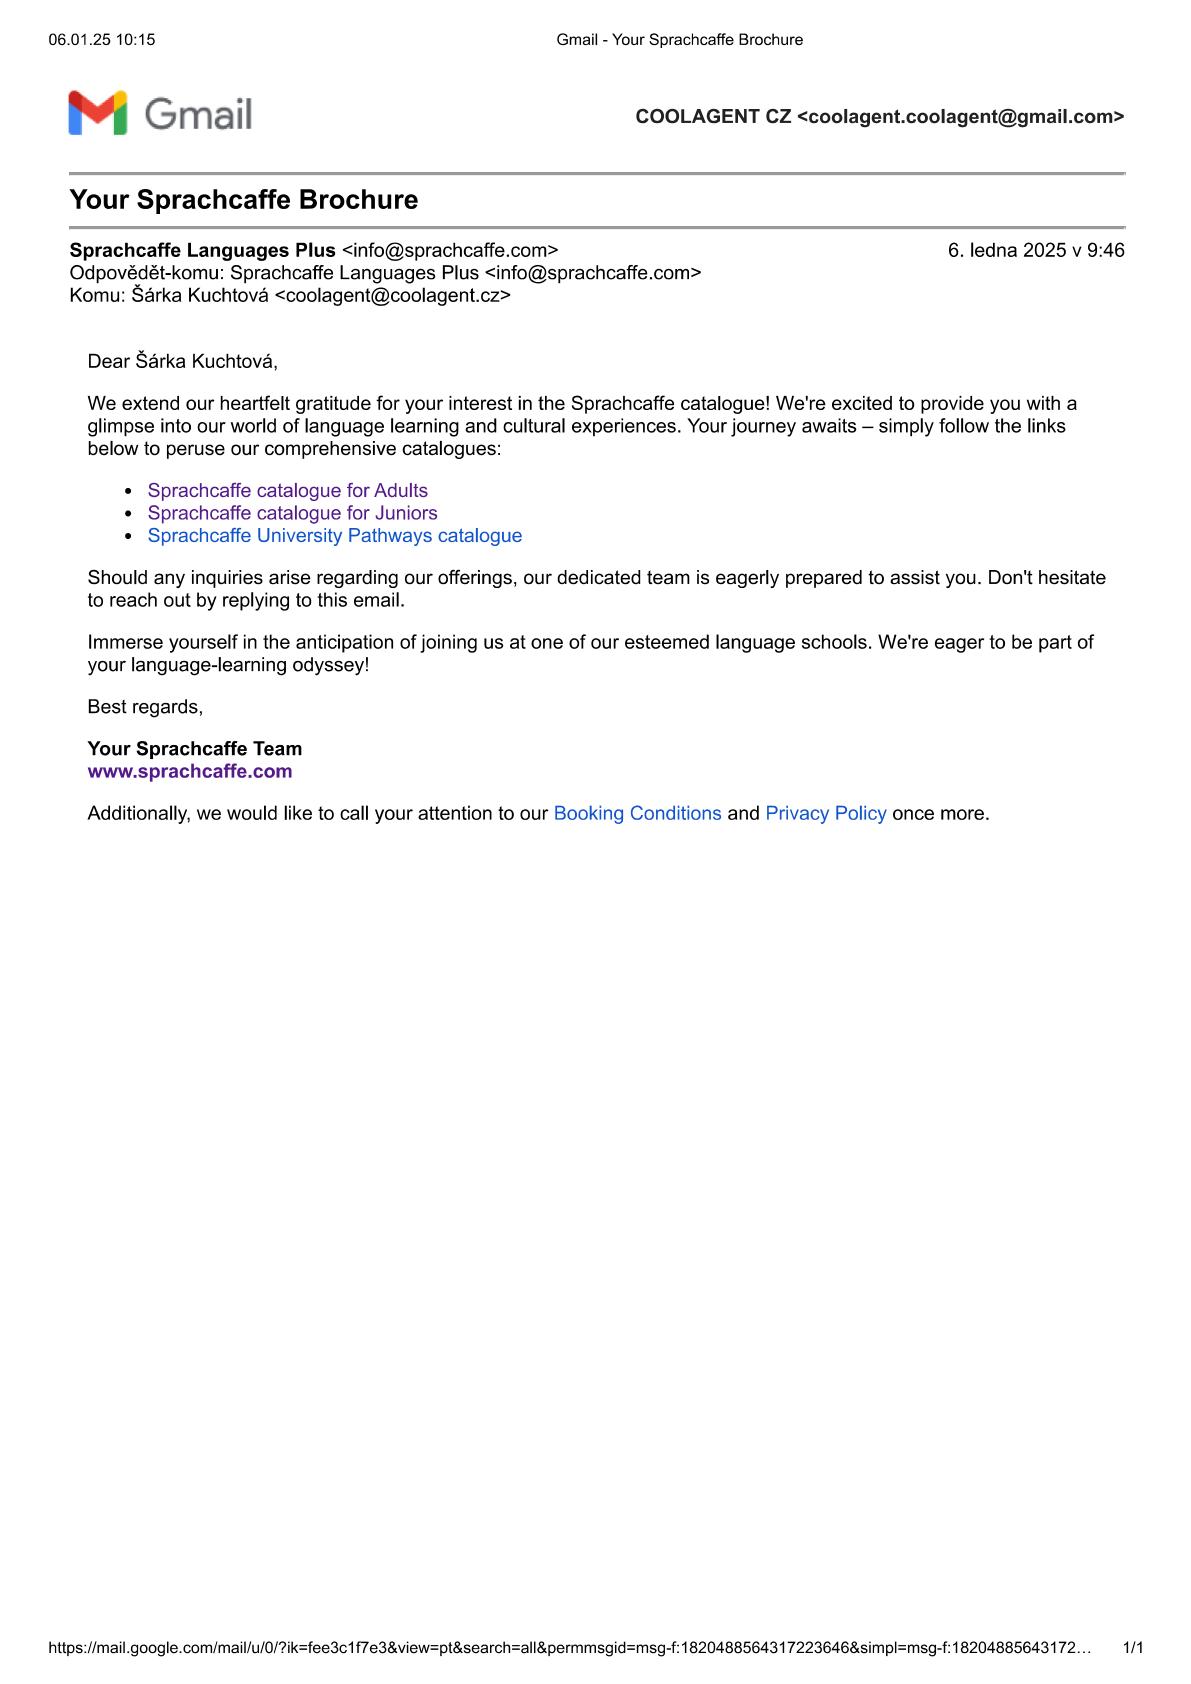 06.01.25 10:15 Gmail - Your Sprachcaffe Brochure
Gmail COOLAGENT CZ <coolagent.coolagent@gmail.com>
Your Sprachcaffe Brochure
Sprachcaffe Languages Plus <info@sprachcaffe.com> 6. ledna 2025 v 9:46
Odpovědět-komu: Sprachcaffe Languages Plus <info@sprachcaffe.com>
Komu: Šárka Kuchtová <coolagent@coolagent.cz>
Dear Šárka Kuchtová,
We extend our heartfelt gratitude for your interest in the Sprachcaffe catalogue! We're excited to provide you with a
glimpse into our world of language learning and cultural experiences. Your journey awaits – simply follow the links
below to peruse our comprehensive catalogues:
• Sprachcaffe catalogue for Adults
• Sprachcaffe catalogue for Juniors
• Sprachcaffe University Pathways catalogue
Should any inquiries arise regarding our offerings, our dedicated team is eagerly prepared to assist you. Don't hesitate
to reach out by replying to this email.
Immerse yourself in the anticipation of joining us at one of our esteemed language schools. We're eager to be part of
your language-learning odyssey!
Best regards,
Your Sprachcaffe Team
www.sprachcaffe.com
Additionally, we would like to call your attention to our Booking Conditions and Privacy Policy once more.
https://mail.google.com/mail/u/0/?ik=fee3c1f7e3&view=pt&search=all&permmsgid=msg-f:1820488564317223646&simpl=msg-f:18204885643172… 1/1